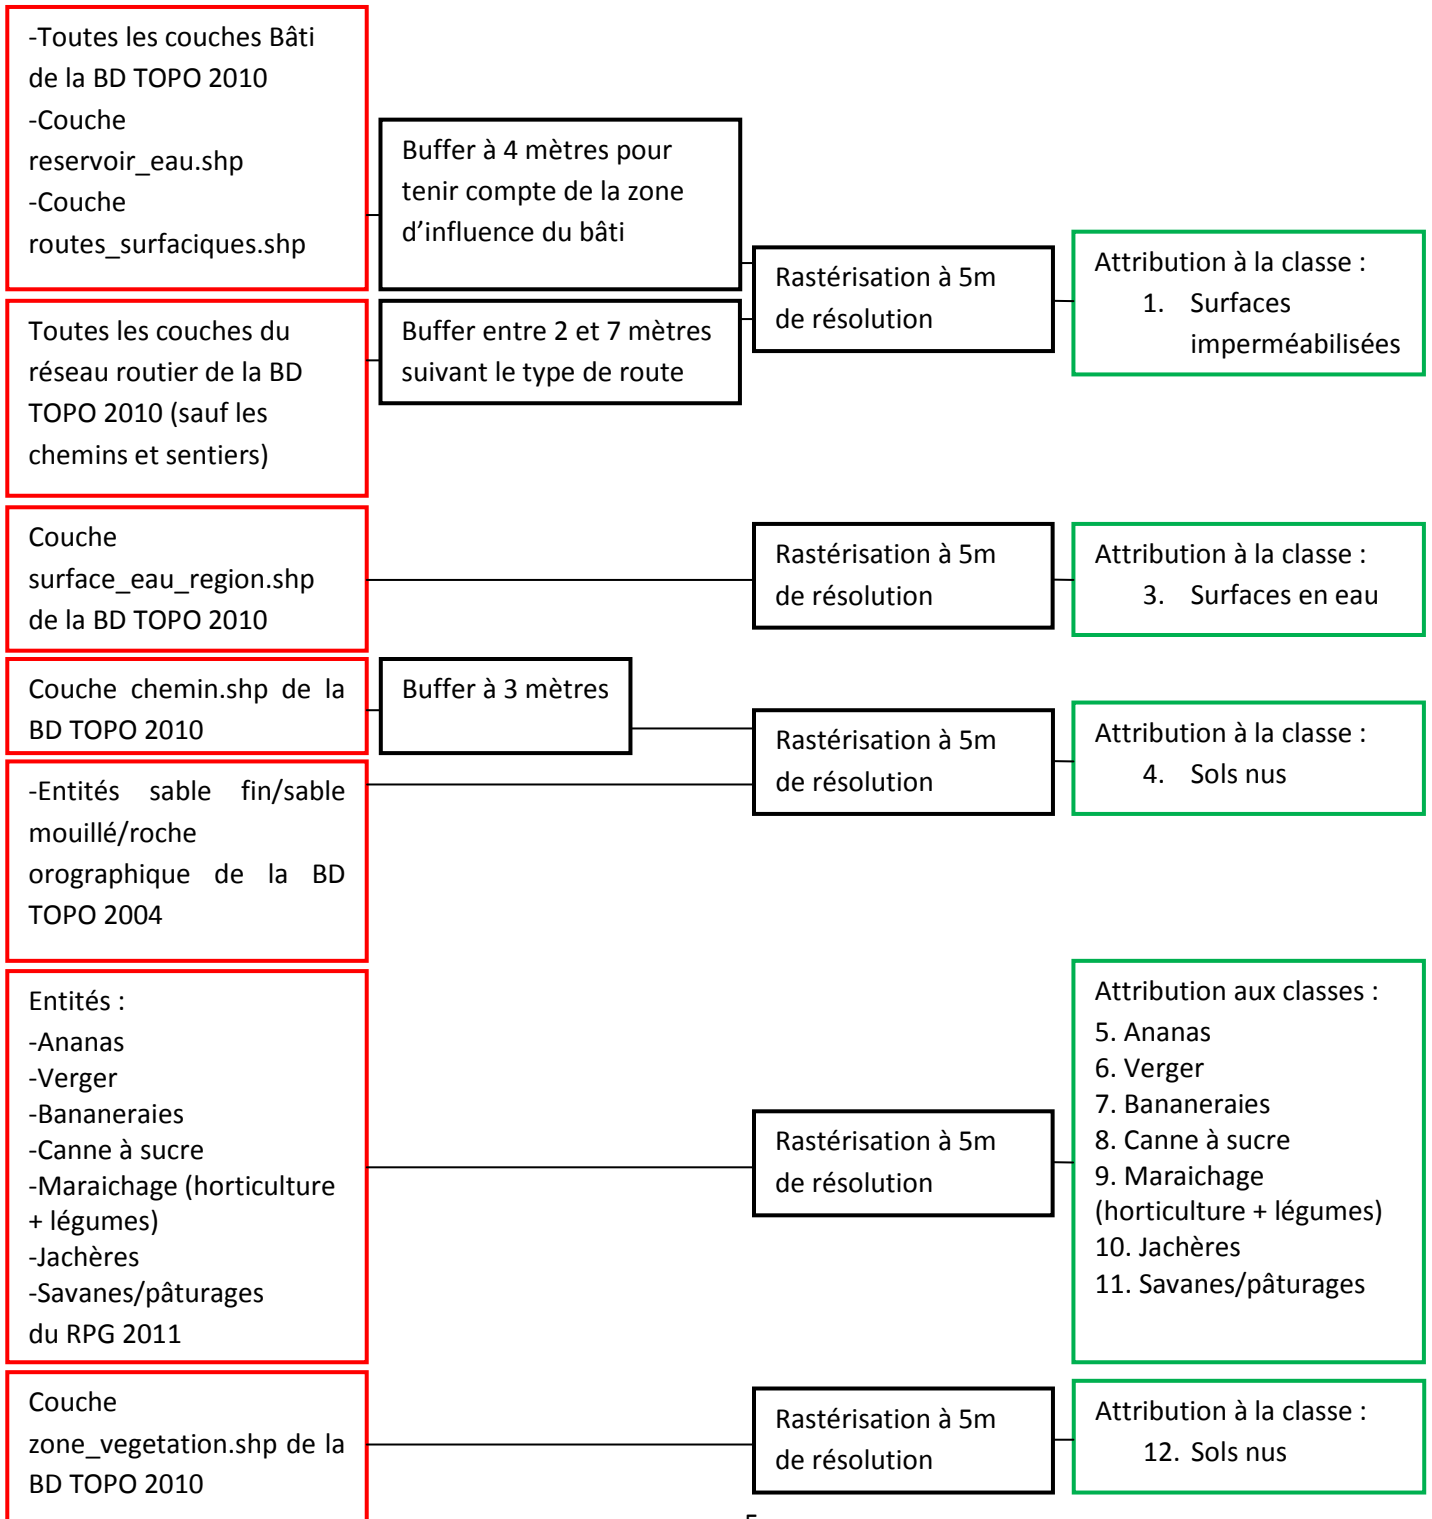 -Toutes les couches Bâti
de la BD TOPO 2010
-Couche
reservoir_eau.shp
-Couche
routes_surfaciques.shp
Buffer à 4 mètres pour
tenir compte de la zone
d’influence du bâti
Toutes les couches du
réseau routier de la BD
TOPO 2010 (sauf les
chemins et sentiers)
Buffer entre 2 et 7 mètres
suivant le type de route
Rastérisation à 5m
de résolution
Attribution à la classe :
1. Surfaces
imperméabilisées
Couche
surface_eau_region.shp
de la BD TOPO 2010
Rastérisation à 5m
de résolution
Attribution à la classe :
3. Surfaces en eau
Couche chemin.shp de la
BD TOPO 2010
Buffer à 3 mètres
-Entités sable fin/sable
mouillé/roche
orographique de la BD
TOPO 2004
Rastérisation à 5m
de résolution
Attribution à la classe :
4. Sols nus
Entités :
-Ananas
-Verger
-Bananeraies
-Canne à sucre
-Maraichage (horticulture
+ légumes)
-Jachères
-Savanes/pâturages
du RPG 2011
Rastérisation à 5m
de résolution
Attribution aux classes :
5. Ananas
6. Verger
7. Bananeraies
8. Canne à sucre
9. Maraichage
(horticulture + légumes)
10. Jachères
11. Savanes/pâturages
Couche
zone_vegetation.shp de la
BD TOPO 2010
Rastérisation à 5m
de résolution
Attribution à la classe :
12. Sols nus